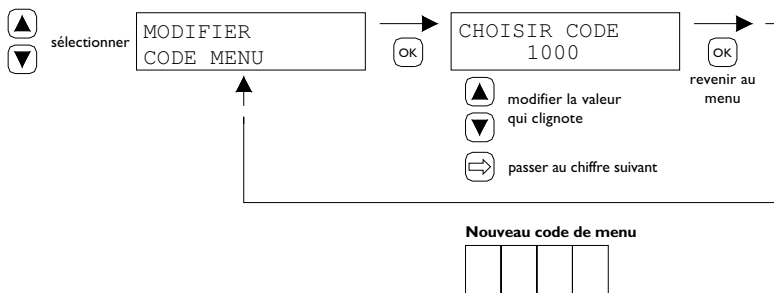 sélectionner
MODIFIER
CODE MENU
OK
CHOISIR CODE
1000
OK
revenir au
menu
modifier la valeur
qui clignote
passer au chiffre suivant
Nouveau code de menu